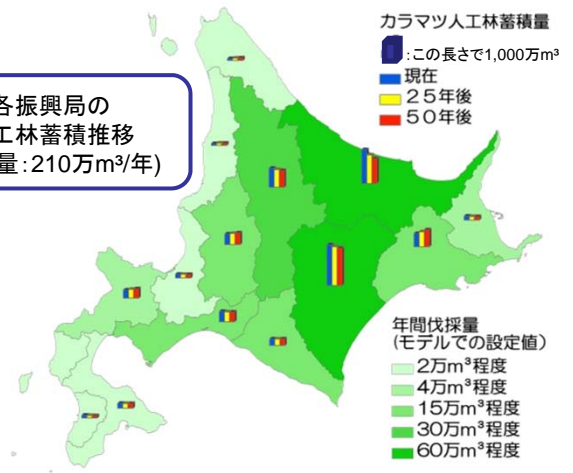 各振興局の
工林蓄積推移
量:210万m³/年)
カラマツ人工林蓄積量
:この長さで1,000万m³
現在
25年後
50年後
年間伐採量
(モデルでの設定値)
2万m³程度
4万m³程度
15万m³程度
30万m³程度
60万m³程度